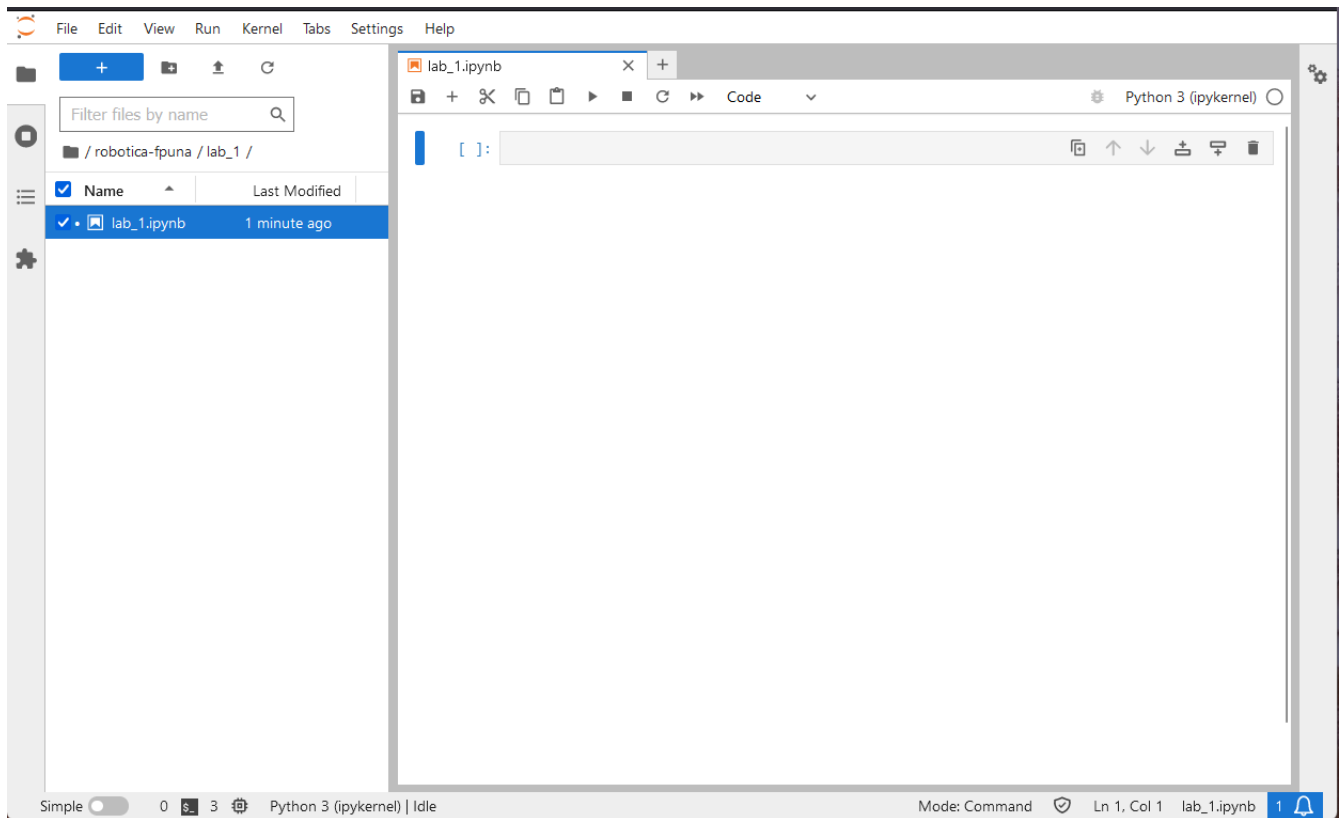 File Edit View Run Kernel Tabs Settings Help
Filter files by name
/ robotica-fpuna / lab_1 /
Name Last Modified
lab_1.ipynb 1 minute ago
lab_1.ipynb
Code Python 3 (ipykernel)
[ ]:
Simple 0 $_ 3 Python 3 (ipykernel) | Idle Mode: Command Ln 1, Col 1 lab_1.ipynb 1